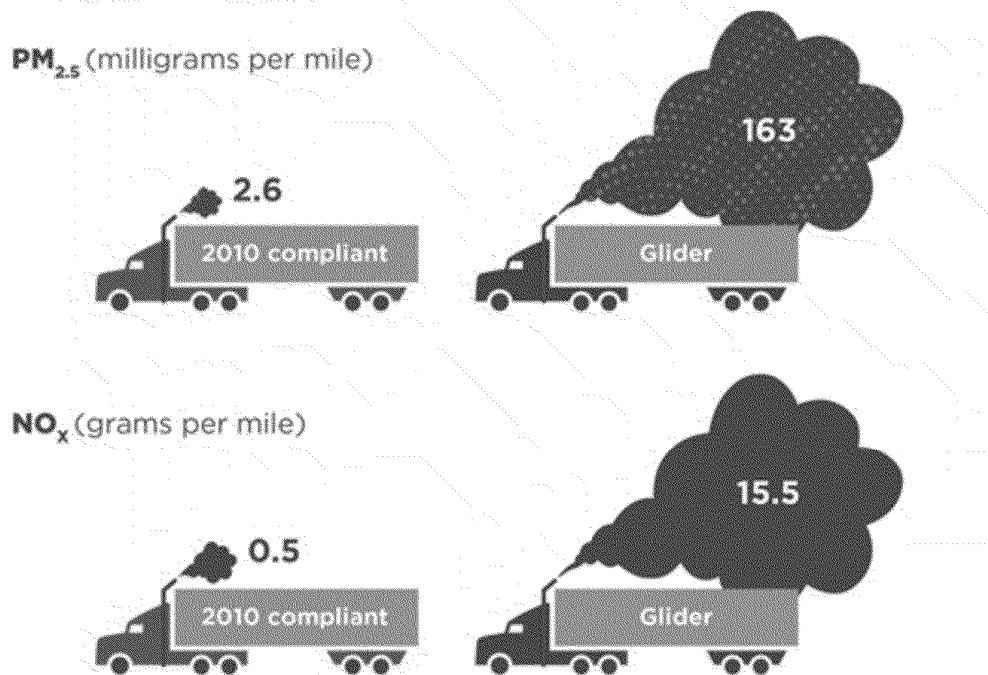 PM2.5 (milligrams per mile)
163
2.6
2010 compliant
Glider
NOX (grams per mile)
15.5
0.5
2010 compliant
Glider